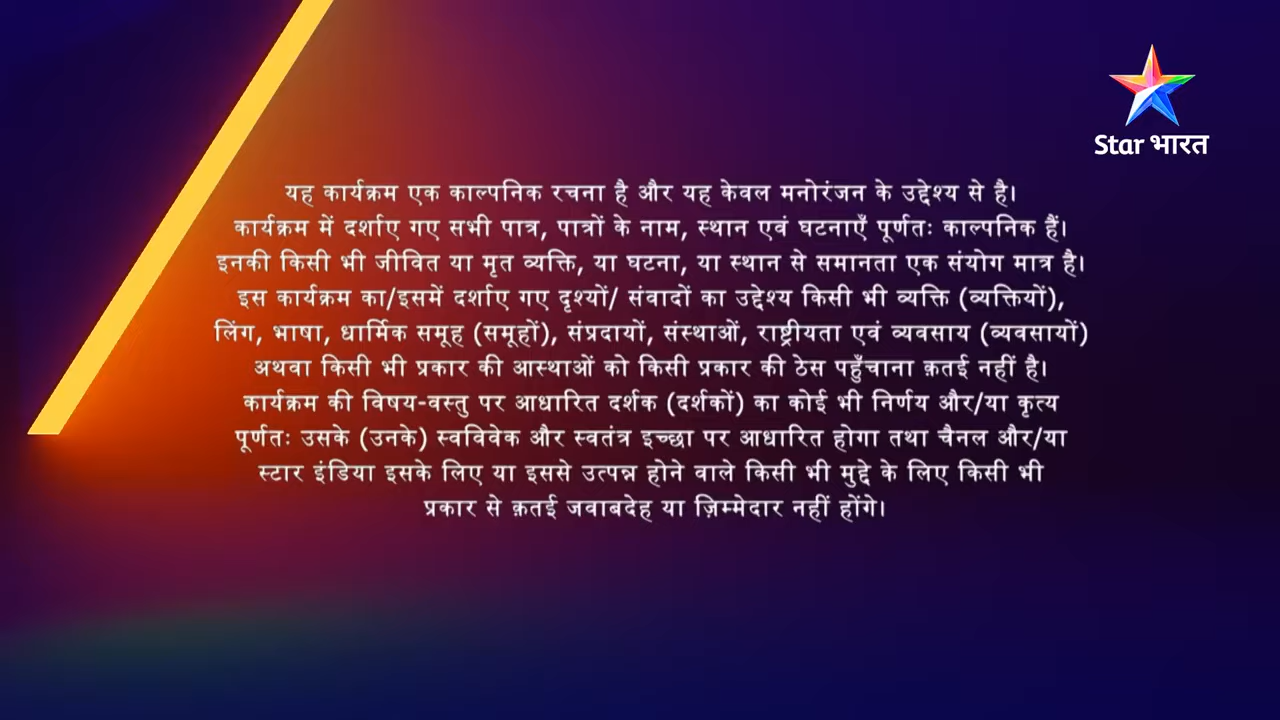 Star भारत
यह कार्यक्रम एक काल्पनिक रचना है और यह केवल मनोरंजन के उद्देश्य से है।
कार्यक्रम में दर्शाए गए सभी पात्र, पात्रों के नाम, स्थान एवं घटनाएँ पूर्णतः काल्पनिक हैं।
इनकी किसी भी जीवित या मृत व्यक्ति, या घटना, या स्थान से समानता एक संयोग मात्र है।
इस कार्यक्रम का/इसमें दर्शाए गए दृश्यों/ संवादों का उद्देश्य किसी भी व्यक्ति (व्यक्तियों),
लिंग, भाषा, धार्मिक समूह (समूहों), संप्रदायों, संस्थाओं, राष्ट्रीयता एवं व्यवसाय (व्यवसायों)
अथवा किसी भी प्रकार की आस्थाओं को किसी प्रकार की ठेस पहुँचाना क़तई नहीं है।
कार्यक्रम की विषय-वस्तु पर आधारित दर्शक (दर्शकों) का कोई भी निर्णय और/या कृत्य
पूर्णतः उसके (उनके) स्वविवेक और स्वतंत्र इच्छा पर आधारित होगा तथा चैनल और/या
स्टार इंडिया इसके लिए या इससे उत्पन्न होने वाले किसी भी मुद्दे के लिए किसी भी
प्रकार से क़तई जवाबदेह या ज़िम्मेदार नहीं होंगे।